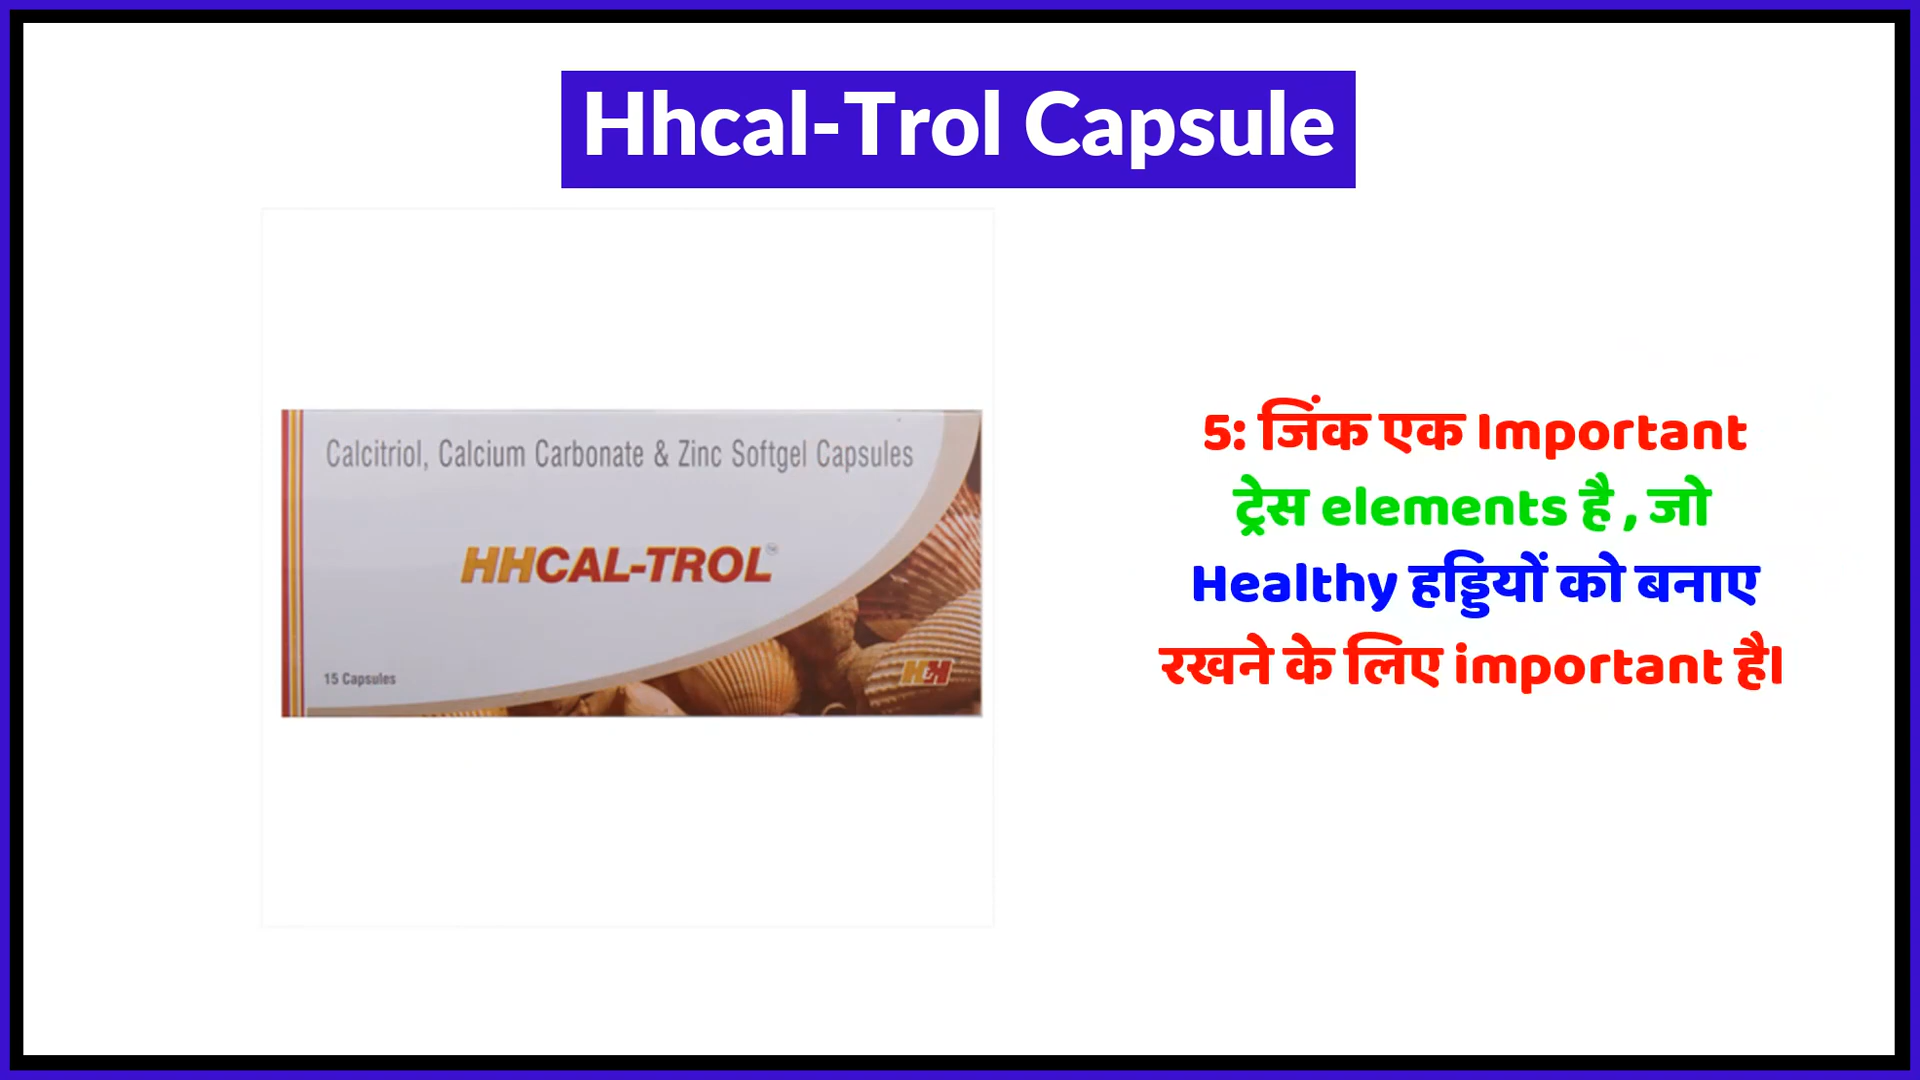 Hhcal-Trol Capsule
Calcitriol, Calcium Carbonate & Zinc Softgel Capsules
HHCAL-TROL™
15 Capsules
H&H
5: जिंक एक Important
ट्रेस elements है , जो
Healthy हड्डियों को बनाए
रखने के लिए important है।